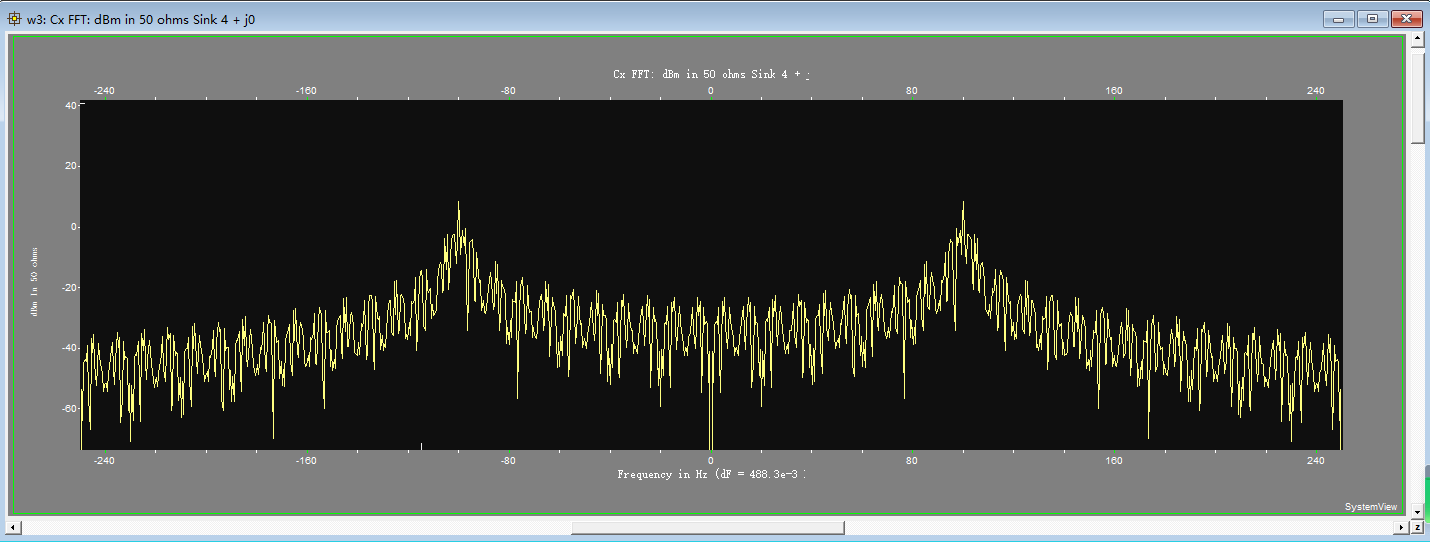 w3: Cx FFT: dBm in 50 ohms Sink 4 + j0
Cx FFT: dBm in 50 ohms Sink 4 + j
-240 -160 -80 0 80 160 240
40
20
0
-20
-40
-60
dBm in 50 ohms
-240 -160 -80 0 80 160 240
Frequency in Hz (dF = 488.3e-3
SystemView
z